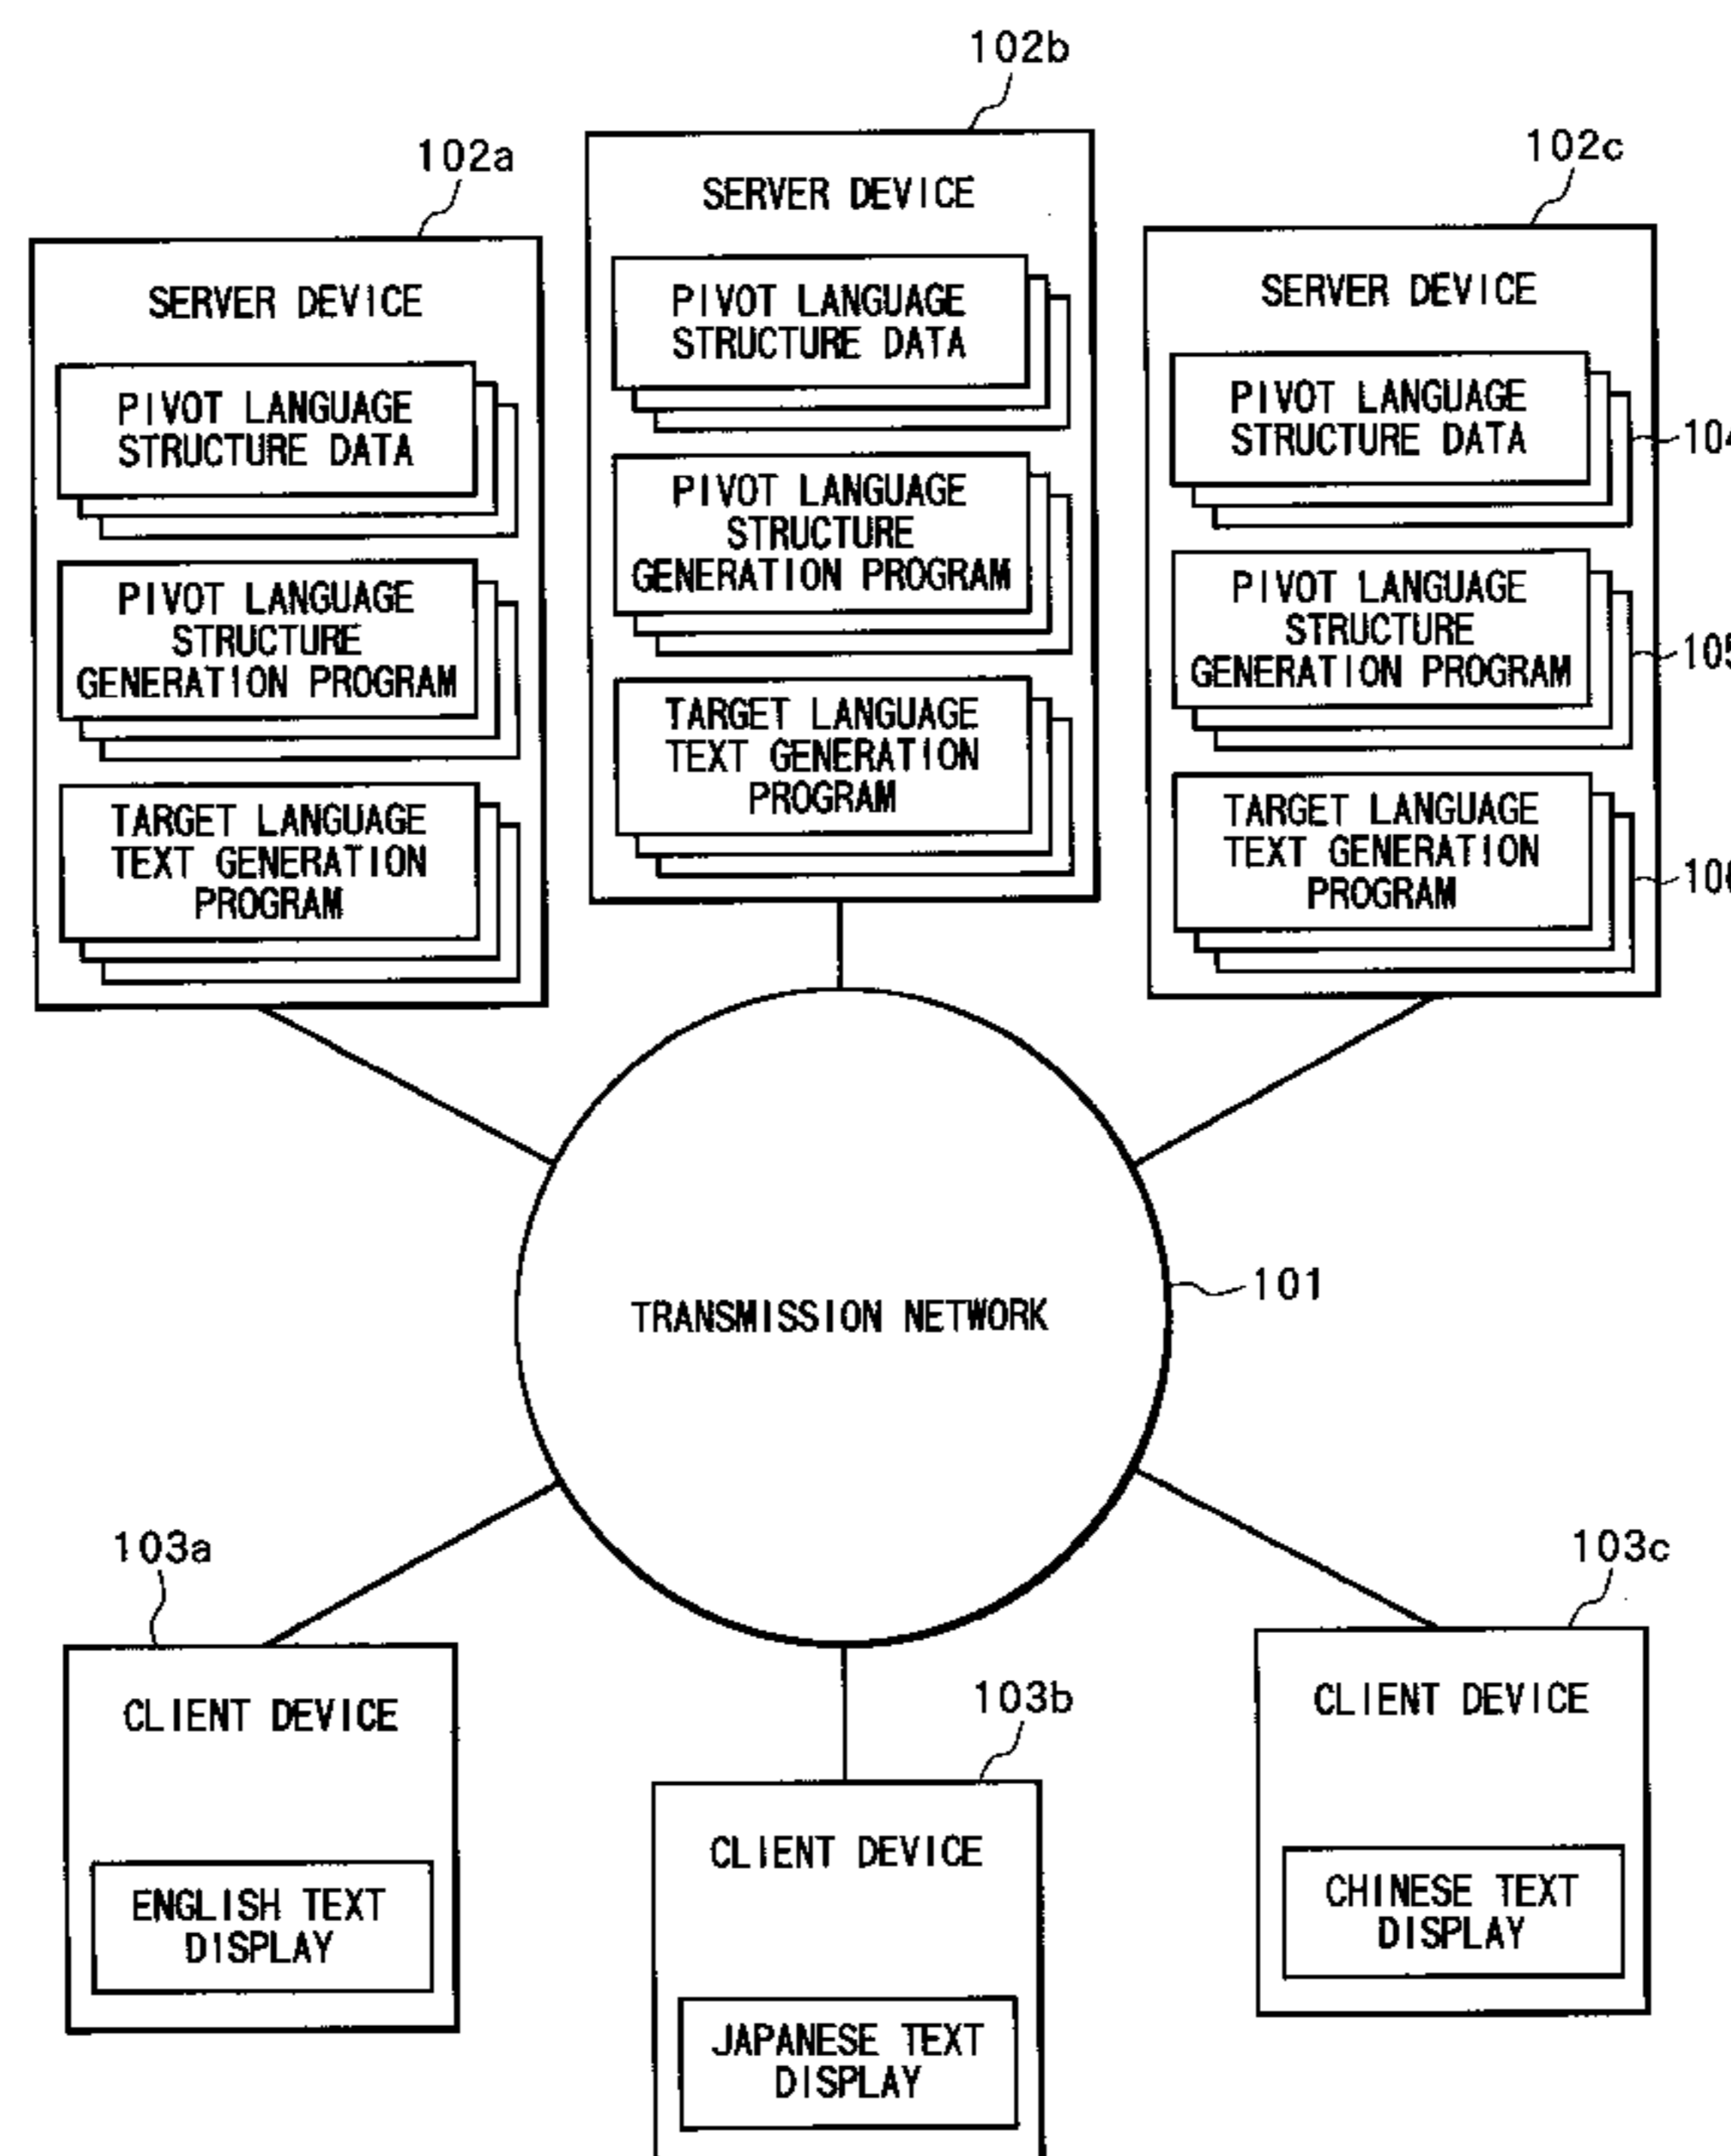 102b
102a
102c
SERVER DEVICE
PIVOT LANGUAGE
STRUCTURE DATA
PIVOT LANGUAGE
STRUCTURE
GENERATION PROGRAM
TARGET LANGUAGE
TEXT GENERATION
PROGRAM
SERVER DEVICE
PIVOT LANGUAGE
STRUCTURE DATA
PIVOT LANGUAGE
STRUCTURE
GENERATION PROGRAM
TARGET LANGUAGE
TEXT GENERATION
PROGRAM
SERVER DEVICE
PIVOT LANGUAGE
STRUCTURE DATA
104
PIVOT LANGUAGE
STRUCTURE
GENERATION PROGRAM
105
TARGET LANGUAGE
TEXT GENERATION
PROGRAM
TRANSMISSION NETWORK
101
103a
CLIENT DEVICE
ENGLISH TEXT
DISPLAY
103b
CLIENT DEVICE
JAPANESE TEXT
DISPLAY
103c
CLIENT DEVICE
CHINESE TEXT
DISPLAY